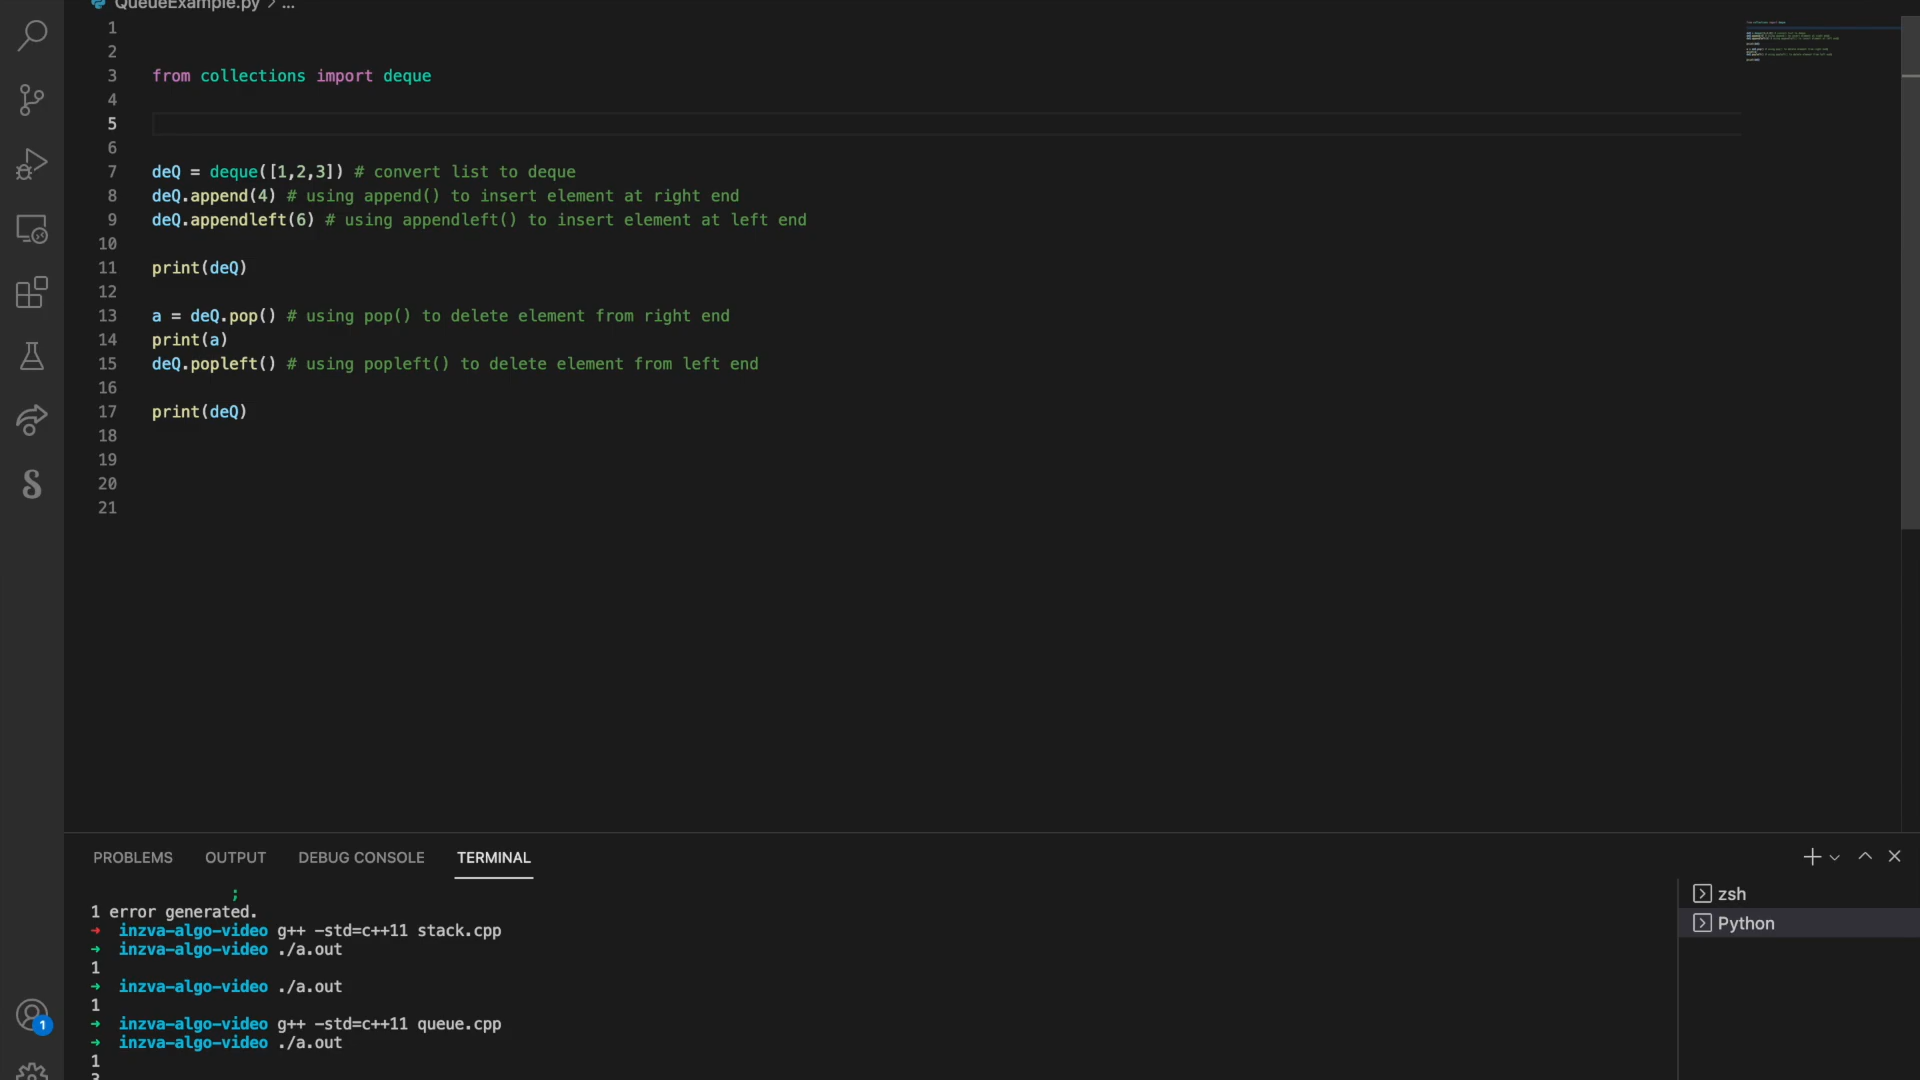 QueueExample.py > ...
1
2
3 from collections import deque
4
5
6
7 deQ = deque([1,2,3]) # convert list to deque
8 deQ.append(4) # using append() to insert element at right end
9 deQ.appendleft(6) # using appendleft() to insert element at left end
10
11 print(deQ)
12
13 a = deQ.pop() # using pop() to delete element from right end
14 print(a)
15 deQ.popleft() # using popleft() to delete element from left end
16
17 print(deQ)
18
19
20
21
PROBLEMS OUTPUT DEBUG CONSOLE TERMINAL
;
1 error generated.
→ inzva-algo-video g++ -std=c++11 stack.cpp
→ inzva-algo-video ./a.out
1
→ inzva-algo-video ./a.out
1
→ inzva-algo-video g++ -std=c++11 queue.cpp
→ inzva-algo-video ./a.out
1
3
zsh
Python
1